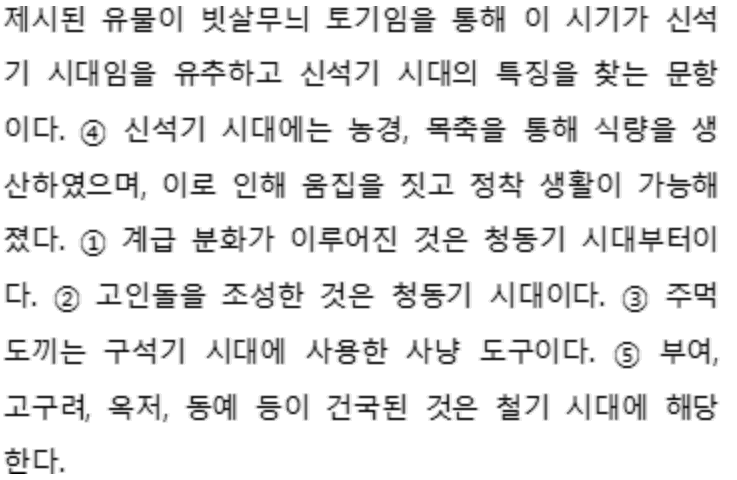 제시된 유물이 빗살무늬 토기임을 통해 이 시기가 신석
기 시대임을 유추하고 신석기 시대의 특징을 찾는 문항
이다. ④ 신석기 시대에는 농경, 목축을 통해 식량을 생
산하였으며, 이로 인해 움집을 짓고 정착 생활이 가능해
졌다. ① 계급 분화가 이루어진 것은 청동기 시대부터이
다. ② 고인돌을 조성한 것은 청동기 시대이다. ③ 주먹
도끼는 구석기 시대에 사용한 사냥 도구이다. ⑤ 부여,
고구려, 옥저, 동예 등이 건국된 것은 철기 시대에 해당
한다.